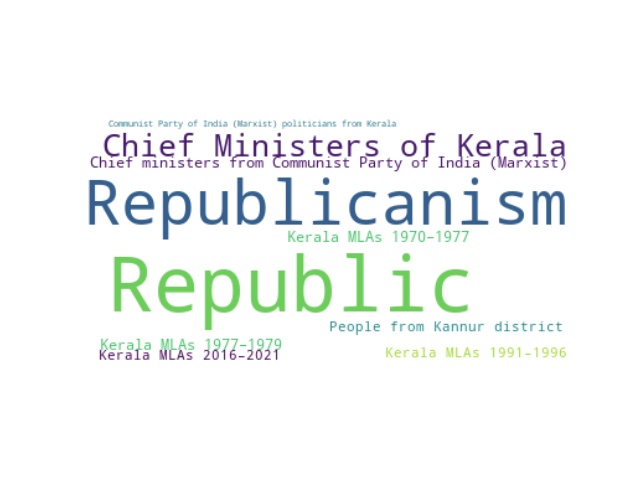 Communist Party of India (Marxist) politicians from Kerala
Chief Ministers of Kerala
Chief ministers from Communist Party of India (Marxist)
Republicanism
Kerala MLAs 1970–1977
Republic
People from Kannur district
Kerala MLAs 1977–1979
Kerala MLAs 2016–2021
Kerala MLAs 1991–1996